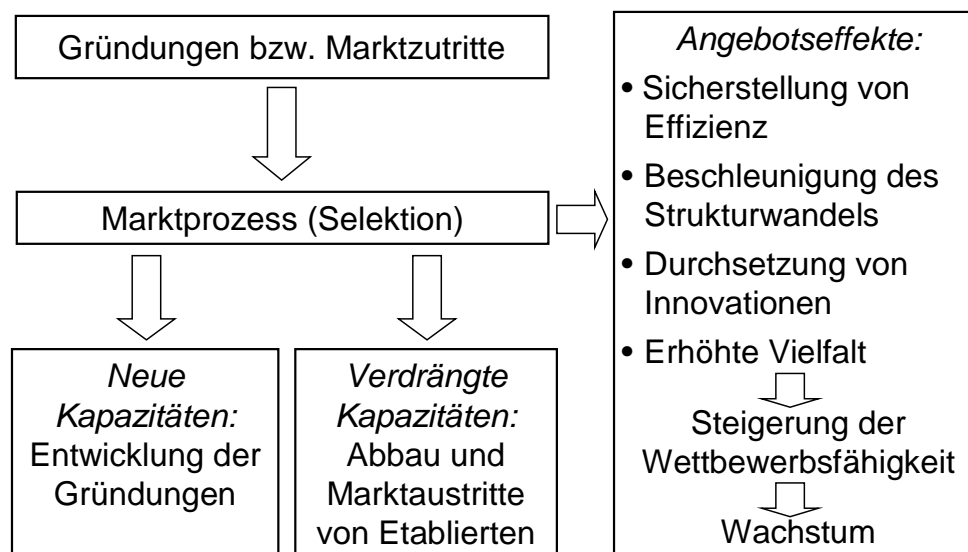 Gründungen bzw. Marktzutritte
Marktprozess (Selektion)
Neue
Kapazitäten:
Entwicklung der
Gründungen
Verdrängte
Kapazitäten:
Abbau und
Marktaustritte
von Etablierten
Angebotseffekte:
• Sicherstellung von
Effizienz
• Beschleunigung des
Strukturwandels
• Durchsetzung von
Innovationen
• Erhöhte Vielfalt
Steigerung der
Wettbewerbsfähigkeit
Wachstum